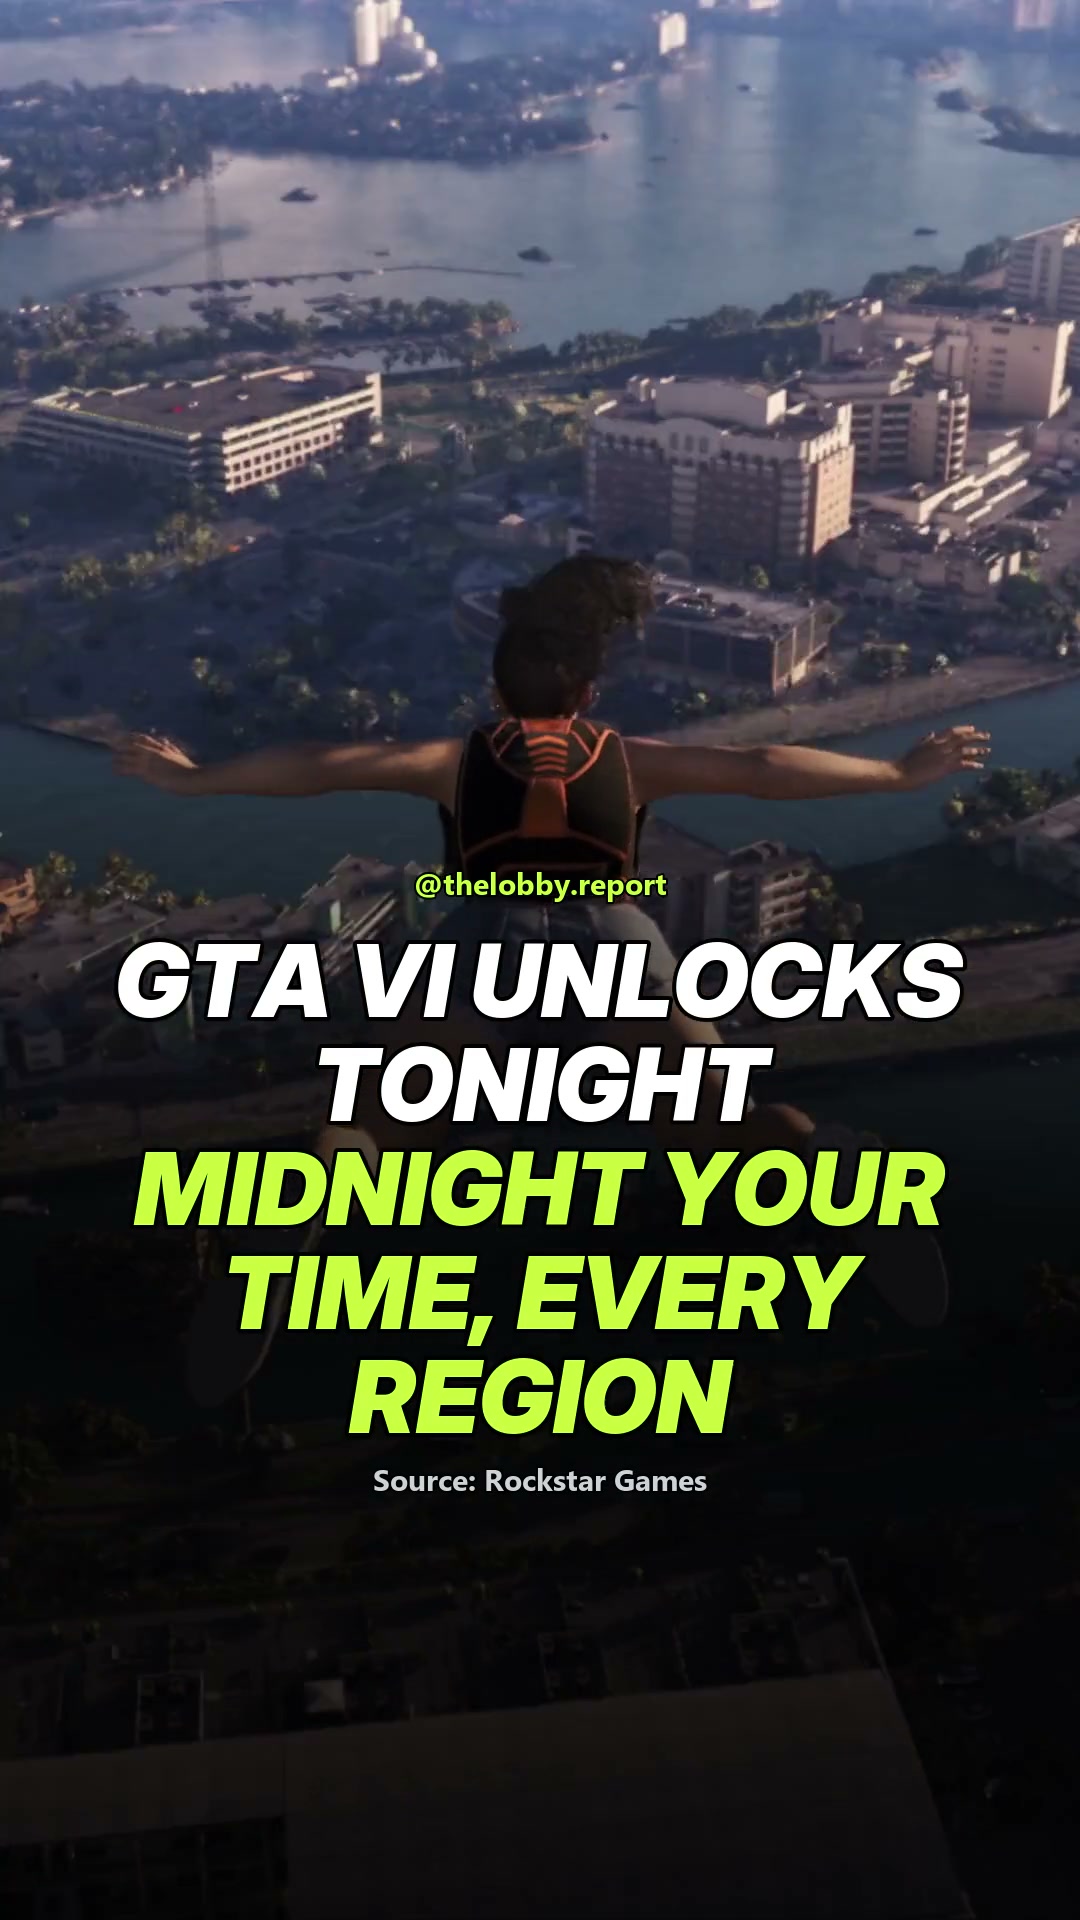 @thelobby.report
GTA VI UNLOCKS
TONIGHT
MIDNIGHT YOUR
TIME, EVERY
REGION
Source: Rockstar Games